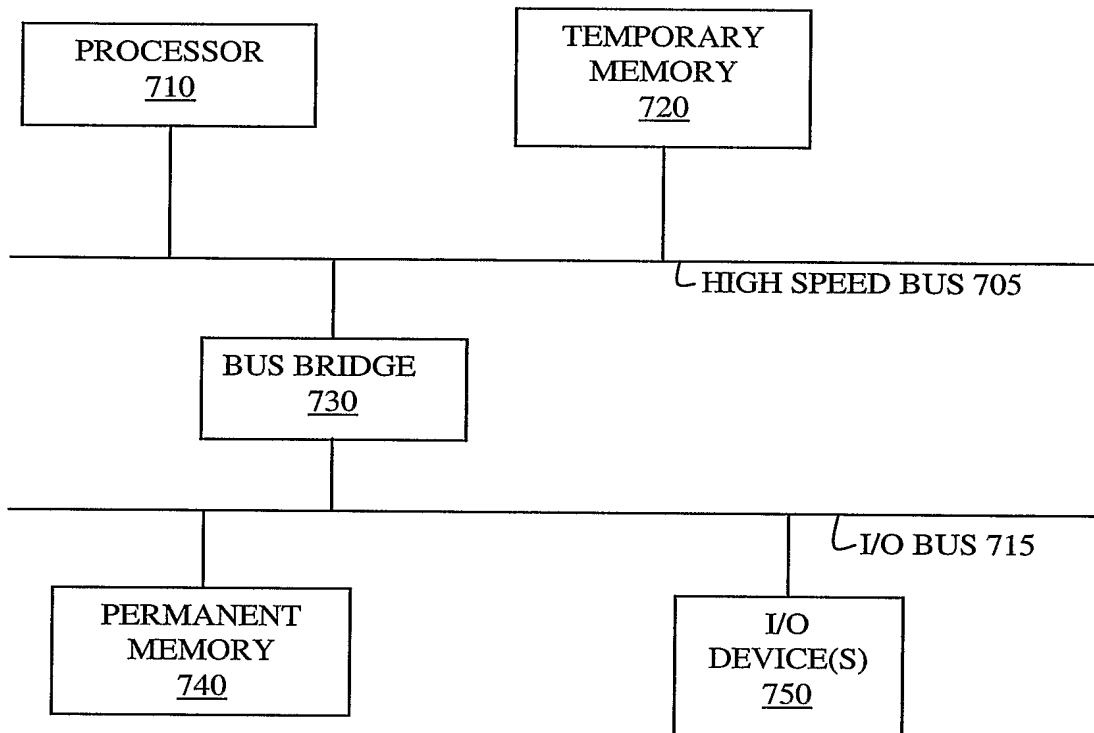 PROCESSOR
710
TEMPORARY
MEMORY
720
HIGH SPEED BUS 705
BUS BRIDGE
730
I/O BUS 715
PERMANENT
MEMORY
740
I/O
DEVICE(S)
750